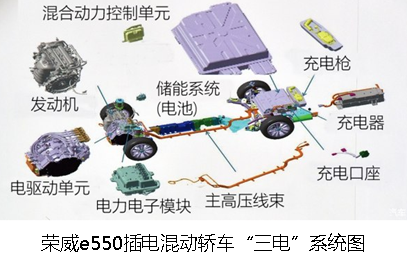 混合动力控制单元
充电枪
储能系统
(电池)
发动机
充电器
电驱动单元
电力电子模块
主高压线束
充电口座
荣威e550插电混动轿车“三电”系统图